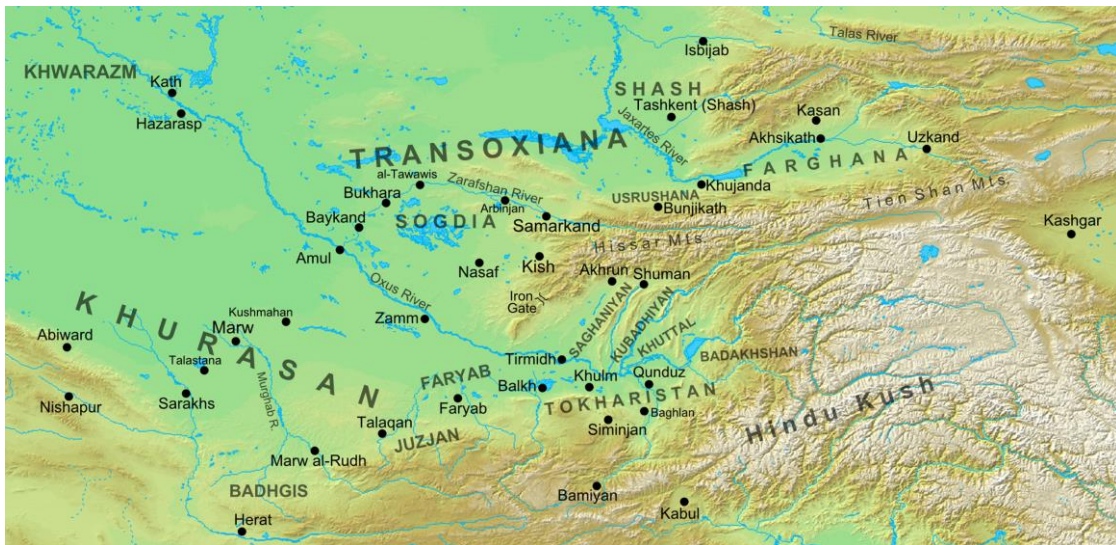 Isbijab
Talas River
KHWARAZM
Kath
SHASH
Tashkent (Shash)
Hazarasp
Kasan
Jaxartes River
Akhsikath
Uzkand
TRANSOXIANA
FARGHANA
al-Tawawis
Zarafshan River
Khujanda
Bukhara
USRUSHANA
Tien Shan Mts.
Arbinjan
Bunjikath
Baykand
SOGDIA
Samarkand
Kashgar
Hissar Mts.
Amul
Nasaf
Kish
Akhrun
Shuman
Oxus River
Iron
Gate
KHURASAN
Kushmahan
Zamm
SAGHANIYAN
KUBADHIYAN
KHUTTAL
Abiward
Marw
Talastana
Tirmidh
BADAKHSHAN
FARYAB
Balkh
Khulm
Qunduz
Nishapur
Sarakhs
Murghab R.
Faryab
TOKHARISTAN
Baghlan
Hindu Kush
Talaqan
JUZJAN
Siminjan
Marw al-Rudh
BADHGIS
Bamiyan
Kabul
Herat